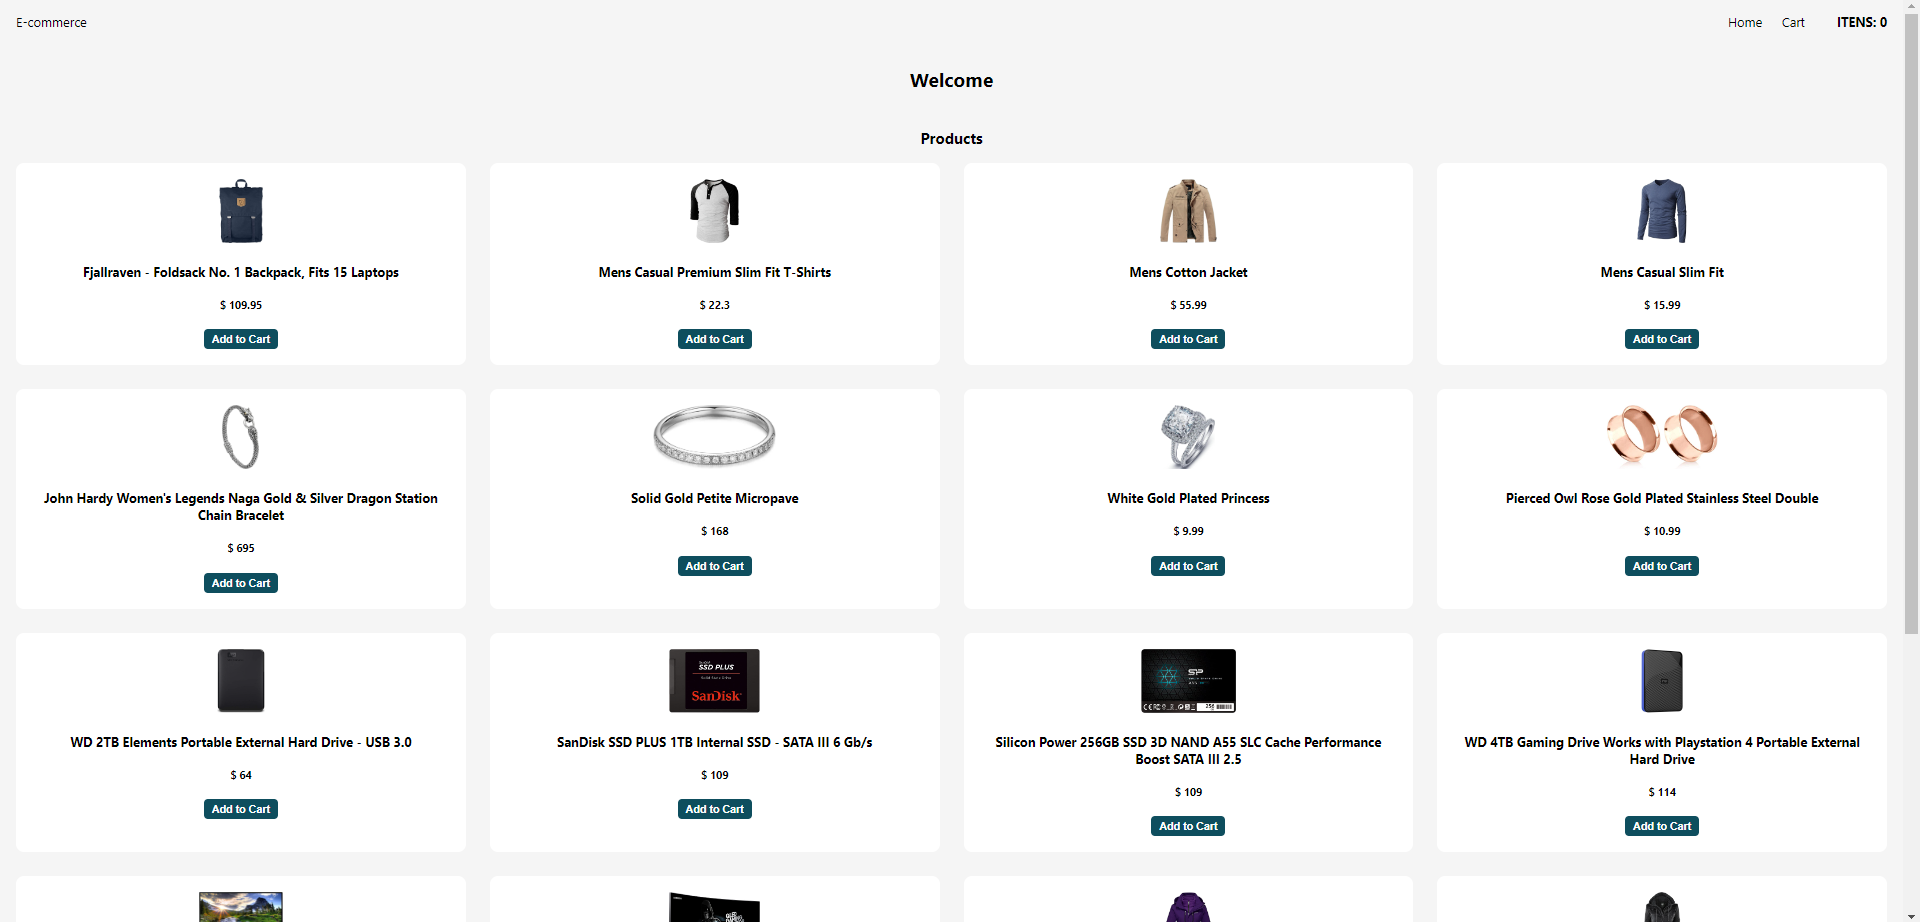 E-commerce
Home Cart ITENS: 0
Welcome
Products
Fjallraven - Foldsack No. 1 Backpack, Fits 15 Laptops
$ 109.95
Add to Cart
Mens Casual Premium Slim Fit T-Shirts
$ 22.3
Add to Cart
Mens Cotton Jacket
$ 55.99
Add to Cart
Mens Casual Slim Fit
$ 15.99
Add to Cart
John Hardy Women's Legends Naga Gold & Silver Dragon Station
Chain Bracelet
$ 695
Add to Cart
Solid Gold Petite Micropave
$ 168
Add to Cart
White Gold Plated Princess
$ 9.99
Add to Cart
Pierced Owl Rose Gold Plated Stainless Steel Double
$ 10.99
Add to Cart
WD 2TB Elements Portable External Hard Drive - USB 3.0
$ 64
Add to Cart
SanDisk
SSD PLUS
SanDisk
SanDisk SSD PLUS 1TB Internal SSD - SATA III 6 Gb/s
$ 109
Add to Cart
SP
A55
256
Silicon Power 256GB SSD 3D NAND A55 SLC Cache Performance
Boost SATA III 2.5
$ 109
Add to Cart
WD 4TB Gaming Drive Works with Playstation 4 Portable External
Hard Drive
$ 114
Add to Cart